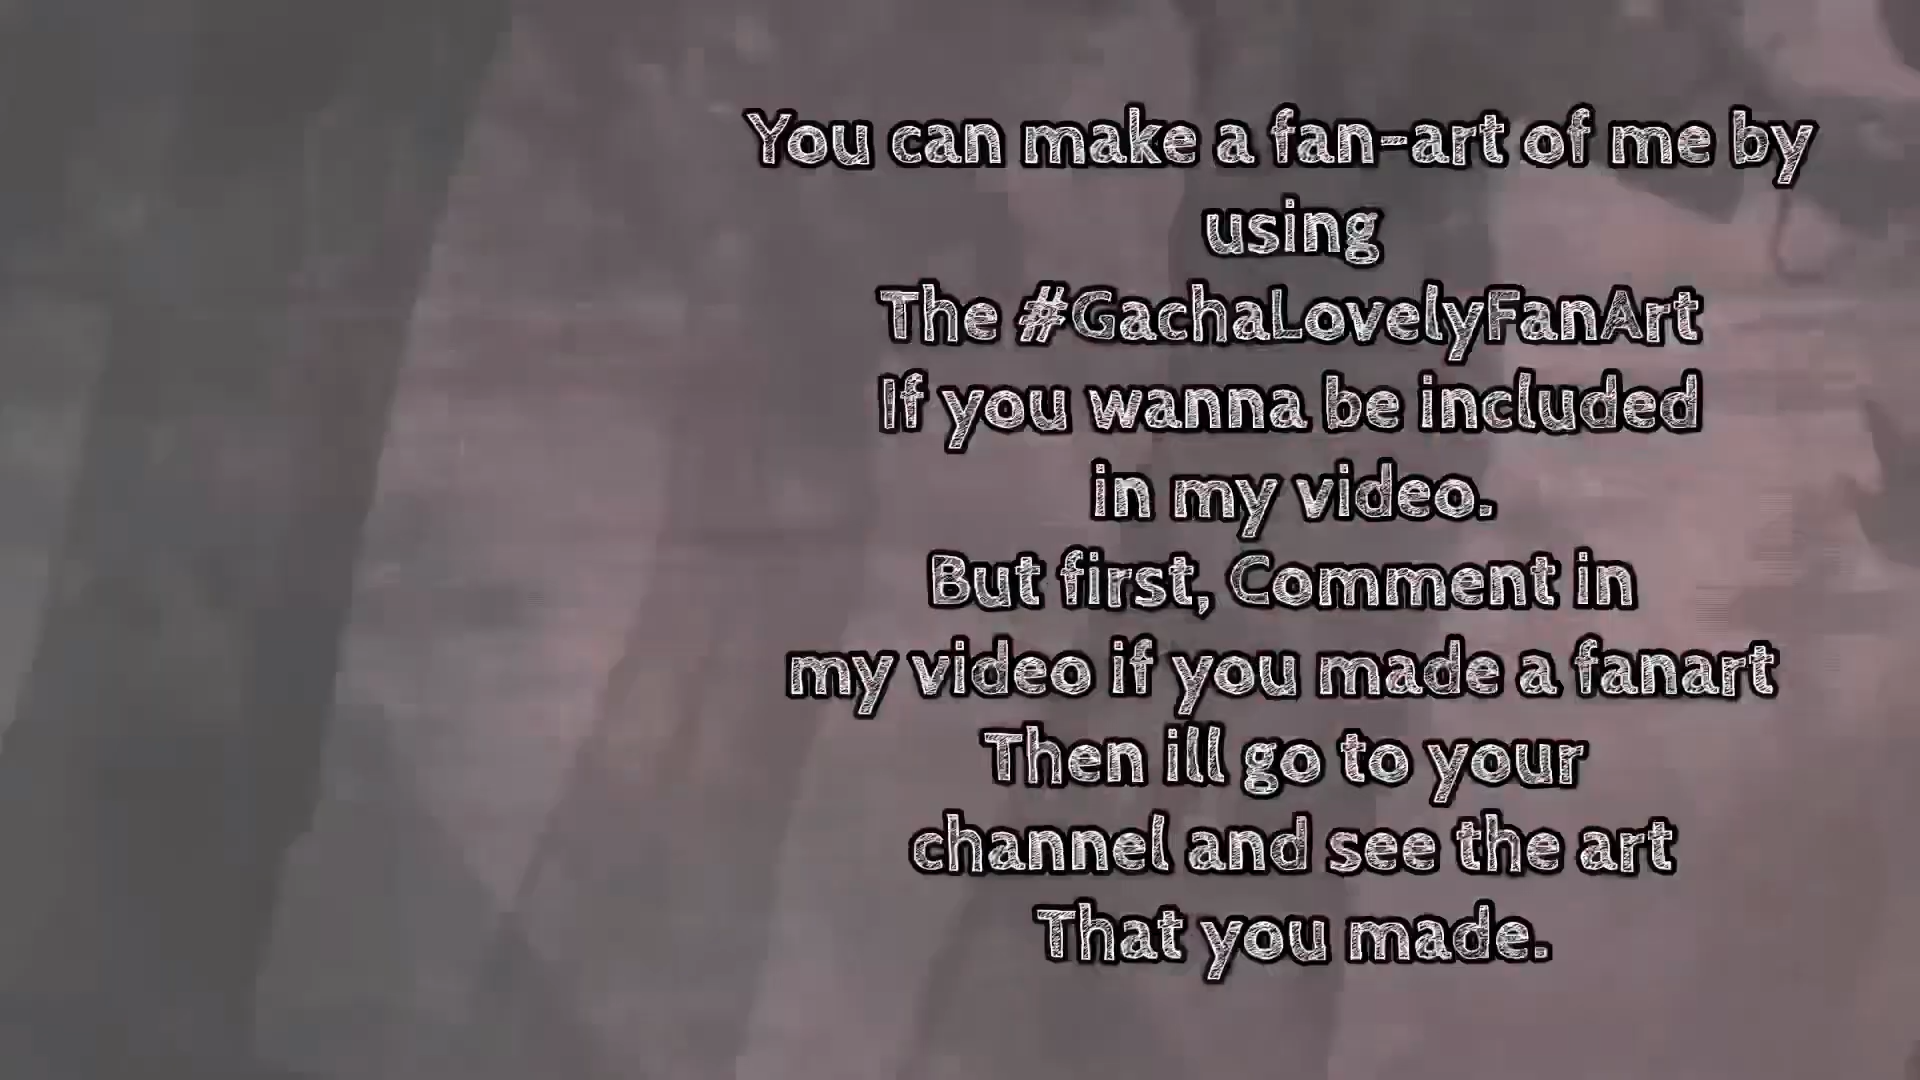 You can make a fan-art of me by
using
The #GachaLovelyFanArt
If you wanna be included
in my video.
But first, Comment in
my video if you made a fanart
Then ill go to your
channel and see the art
That you made.